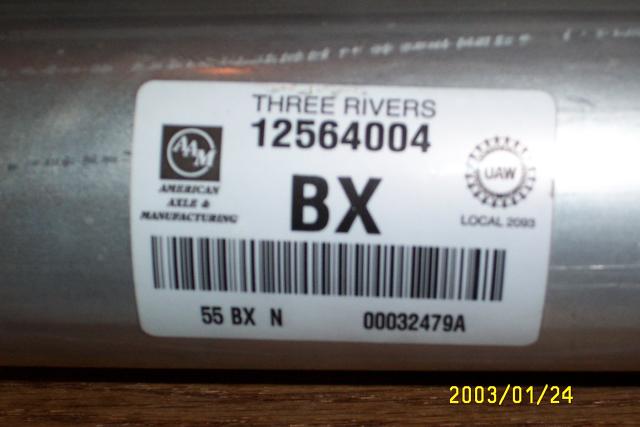 THREE RIVERS
12564004
AAM
AMERICAN
AXLE &
MANUFACTURING
BX
UAW
LOCAL 2093
55 BX N 00032479A
2003/01/24